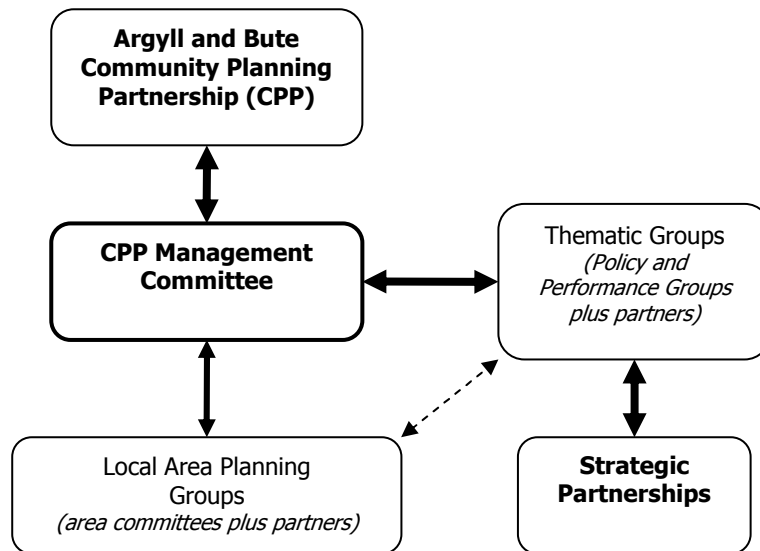 Argyll and Bute
Community Planning
Partnership (CPP)
CPP Management
Committee
Thematic Groups
(Policy and
Performance Groups
plus partners)
Local Area Planning
Groups
(area committees plus partners)
Strategic
Partnerships